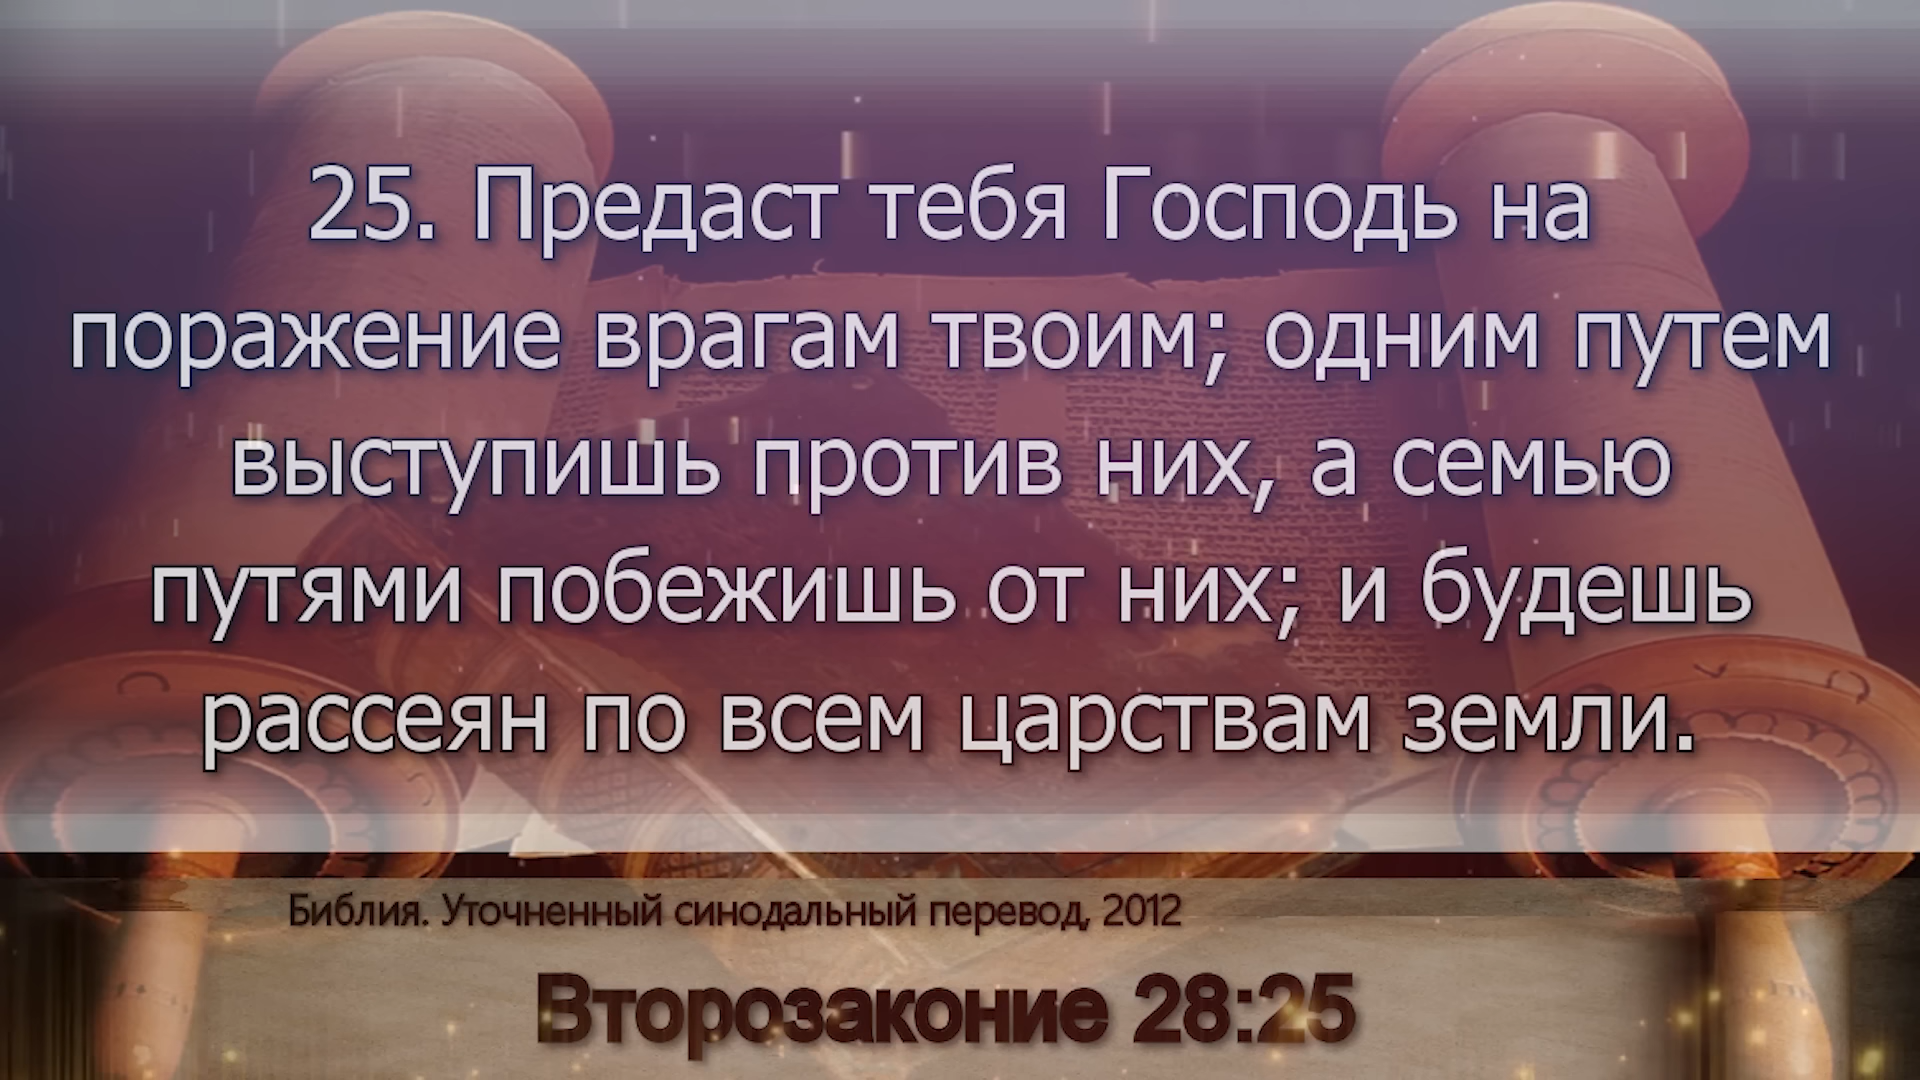 25. Предаст тебя Господь на
поражение врагам твоим; одним путем
выступишь против них, а семью
путями побежишь от них; и будешь
рассеян по всем царствам земли.
Библия. Уточненный синодальный перевод, 2012
Второзаконие 28:25